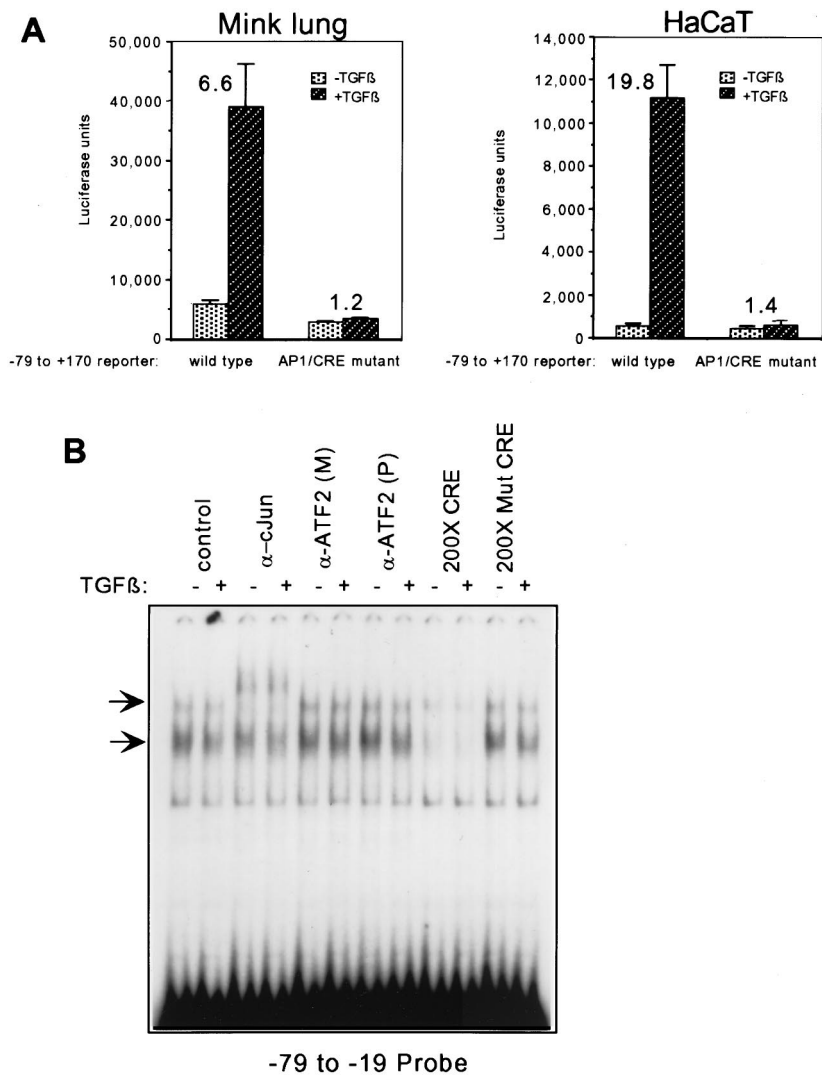 A
Mink lung
50,000
40,000
30,000
20,000
10,000
0
Luciferase units
6.6
-TGFß
+TGFß
1.2
-79 to +170 reporter: wild type AP1/CRE mutant
HaCaT
14,000
12,000
10,000
8,000
6,000
4,000
2,000
0
Luciferase units
19.8
-TGFß
+TGFß
1.4
-79 to +170 reporter: wild type AP1/CRE mutant
B
control
α-cJun
α-ATF2 (M)
α-ATF2 (P)
200X CRE
200X Mut CRE
TGFß: - + - + - + - + - + - +
-79 to -19 Probe